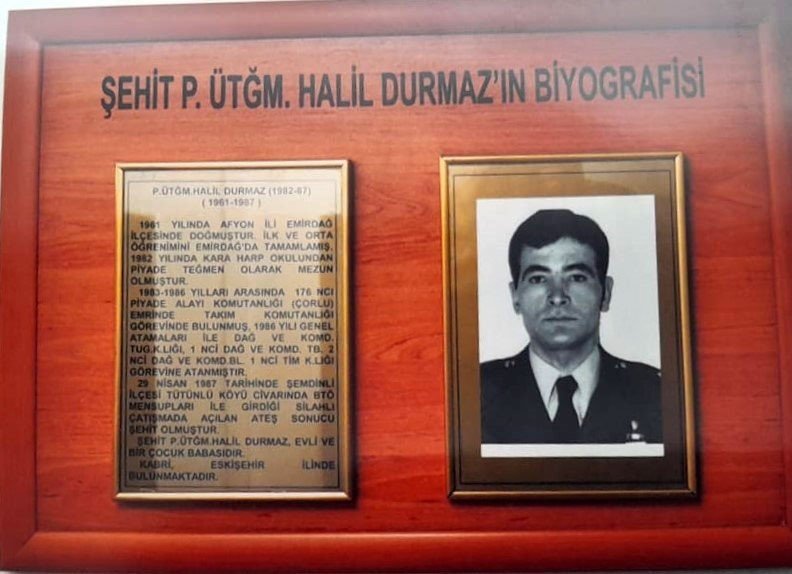 ŞEHİT P. ÜTĞM. HALİL DURMAZ'IN BİYOGRAFİSİ
P.ÜTĞM.HALİL DURMAZ (1982-87)
( 1961-1987 )
1961 YILINDA AFYON İLİ EMİRDAĞ
İLÇESİNDE DOĞMUŞTUR. İLK VE ORTA
ÖĞRENİMİNİ EMİRDAĞ'DA TAMAMLAMIŞ.
1982 YILINDA KARA HARP OKULUNDAN
PİYADE TEĞMEN OLARAK MEZUN
OLMUŞTUR.
1983-1986 YILLARI ARASINDA 176 NCI
PİYADE ALAYI KOMUTANLIĞI (ÇORLU)
EMRİNDE TAKIM KOMUTANLIĞI
GÖREVİNDE BULUNMUŞ, 1986 YILI GENEL
ATAMALARI İLE DAĞ VE KOMD.
TUG.K.LIĞI, 1 NCİ DAĞ VE KOMD. TB. 2
NCİ DAĞ VE KOMD.BL. 1 NCİ TİM K.LIĞI
GÖREVİNE ATANMIŞTIR.
29 NİSAN 1987 TARİHİNDE ŞEMDİNLİ
İLÇESİ TÜTÜNLÜ KÖYÜ CİVARINDA BTÖ
MENSUPLARI İLE GİRDİĞİ SİLAHLI
ÇATIŞMADA AÇILAN ATEŞ SONUCU
ŞEHİT OLMUŞTUR.
ŞEHİT P.ÜTĞM.HALİL DURMAZ, EVLİ VE
BİR ÇOCUK BABASIDIR.
KABRİ, ESKİŞEHİR İLİNDE
BULUNMAKTADIR.